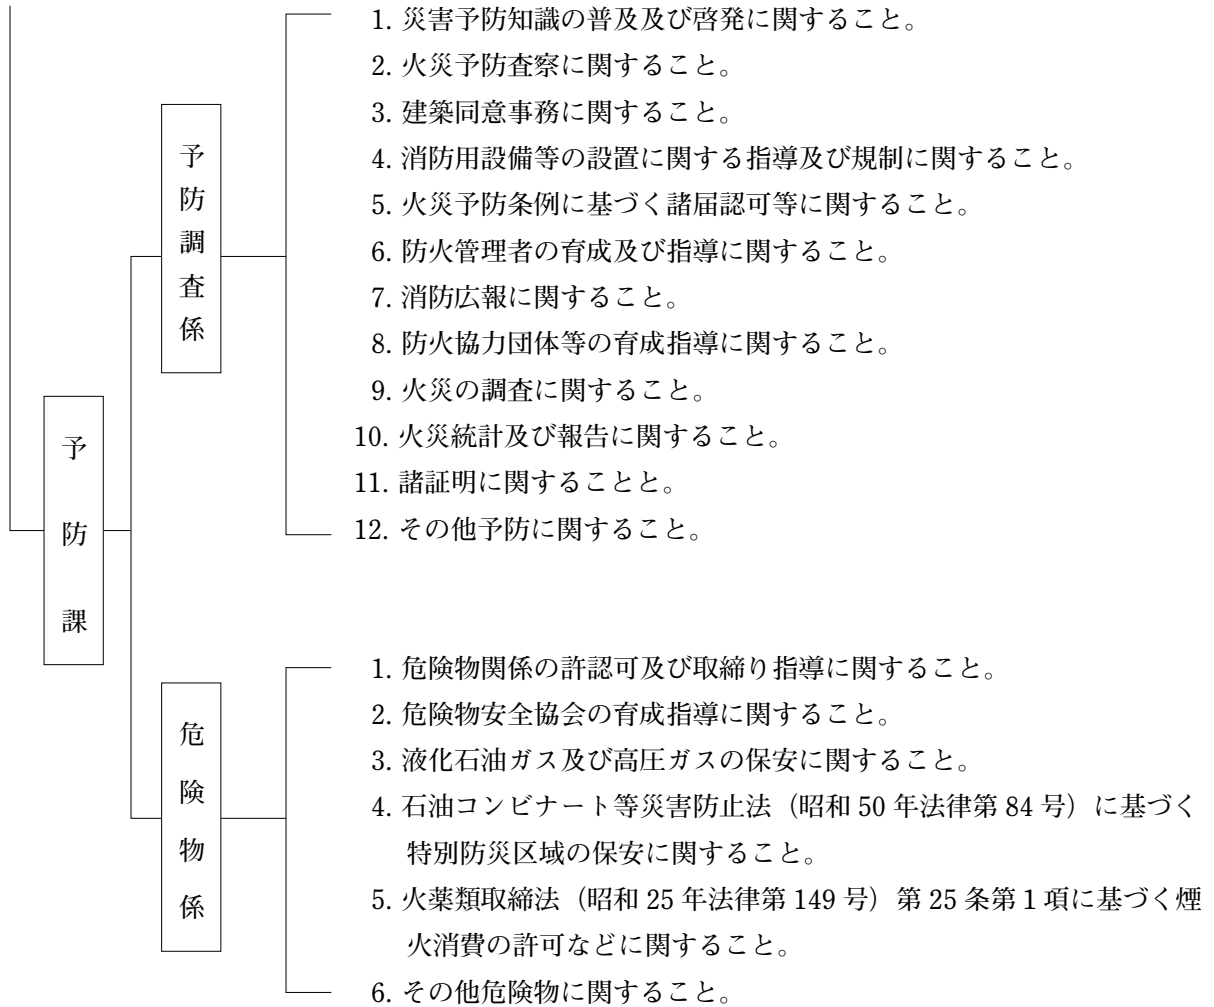 予防課
予防調査係
1. 災害予防知識の普及及び啓発に関すること。
2. 火災予防査察に関すること。
3. 建築同意事務に関すること。
4. 消防用設備等の設置に関する指導及び規制に関すること。
5. 火災予防条例に基づく諸届認可等に関すること。
6. 防火管理者の育成及び指導に関すること。
7. 消防広報に関すること。
8. 防火協力団体等の育成指導に関すること。
9. 火災の調査に関すること。
10. 火災統計及び報告に関すること。
11. 諸証明に関することと。
12. その他予防に関すること。
危険物係
1. 危険物関係の許認可及び取締り指導に関すること。
2. 危険物安全協会の育成指導に関すること。
3. 液化石油ガス及び高圧ガスの保安に関すること。
4. 石油コンビナート等災害防止法（昭和 50 年法律第 84 号）に基づく
特別防災区域の保安に関すること。
5. 火薬類取締法（昭和 25 年法律第 149 号）第 25 条第１項に基づく煙
火消費の許可などに関すること。
6. その他危険物に関すること。